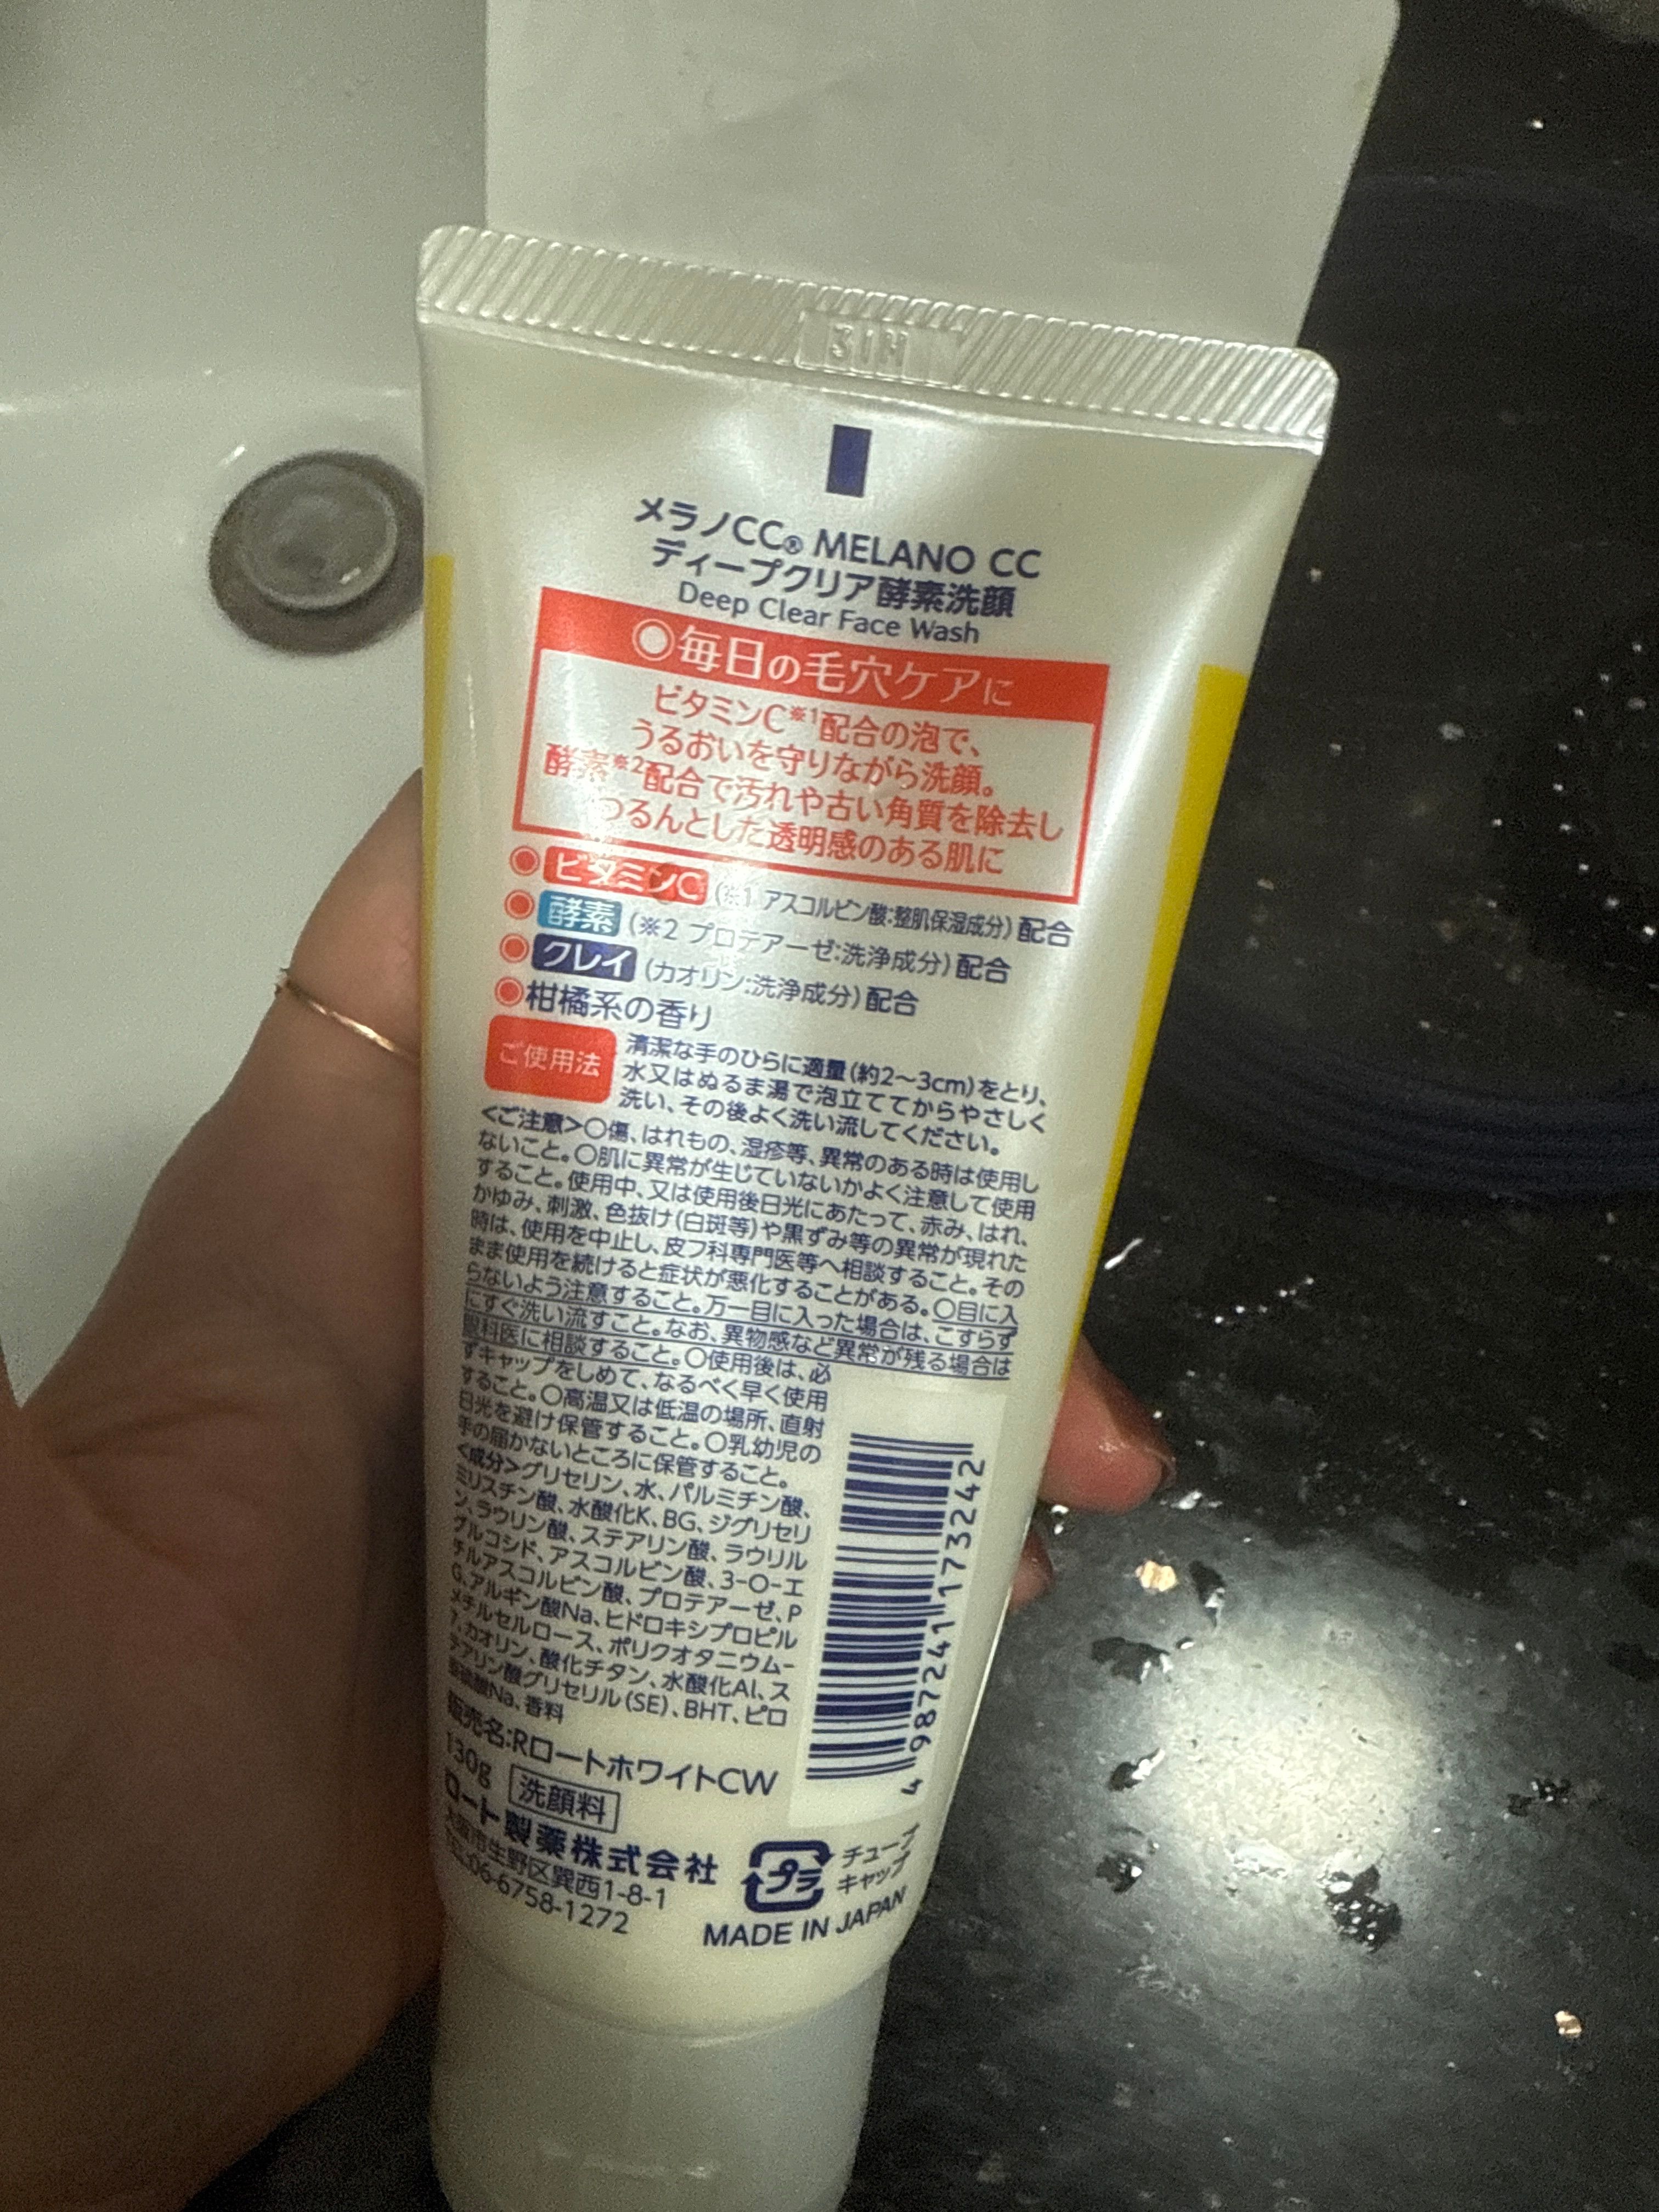 メラノCC® MELANO CC
ディープクリア酵素洗顔
Deep Clear Face Wash
◎毎日の毛穴ケアに
ビタミンC※1配合の泡で、
うるおいを守りながら洗顔。
酵素※2配合で汚れや古い角質を除去し
つるんとした透明感のある肌に
◎ビタミンC(※1 アスコルビン酸:整肌保湿成分)配合
◎酵素(※2 プロテアーゼ:洗浄成分)配合
◎クレイ(カオリン:洗浄成分)配合
◎柑橘系の香り
ご使用法
清潔な手のひらに適量(約2〜3cm)をとり、
水又はぬるま湯で泡立ててからやさしく
洗い、その後よく洗い流してください。
<ご注意>○傷、はれもの、湿疹等、異常のある時は使用し
ないこと。○肌に異常が生じていないかよく注意して使用
すること。使用中、又は使用後日光にあたって、赤み、はれ、
かゆみ、刺激、色抜け(白斑等)や黒ずみ等の異常が現れた
時は、使用を中止し、皮フ科専門医等へ相談すること。その
まま使用を続けると症状が悪化することがある。○目に入
らないよう注意すること。万一目に入った場合は、こすらず
にすぐ洗い流すこと。なお、異物感など異常が残る場合は
眼科医に相談すること。○使用後は、必
ずキャップをしめて、なるべく早く使用
すること。○高温又は低温の場所、直射
日光を避け保管すること。○乳幼児の
手の届かないところに保管すること。
<成分>グリセリン、水、パルミチン酸、
ミリスチン酸、水酸化K、BG、ジグリセリ
ン、ラウリン酸、ステアリン酸、ラウリル
グルコシド、アスコルビン酸、3-O-エ
チルアスコルビン酸、プロテアーゼ、P
G、アルギン酸Na、ヒドロキシプロピル
メチルセルロース、ポリクオタニウム-
7、カオリン、酸化チタン、水酸化Al、ス
テアリン酸グリセリル(SE)、BHT、ピロ
亜硫酸Na、香料
販売名:RロートホワイトCW
130g 洗顔料
ロート製薬株式会社
大阪市生野区巽西1-8-1
06-6758-1272
4 987241 173242
プラ
チューブ
キャップ
MADE IN JAPAN